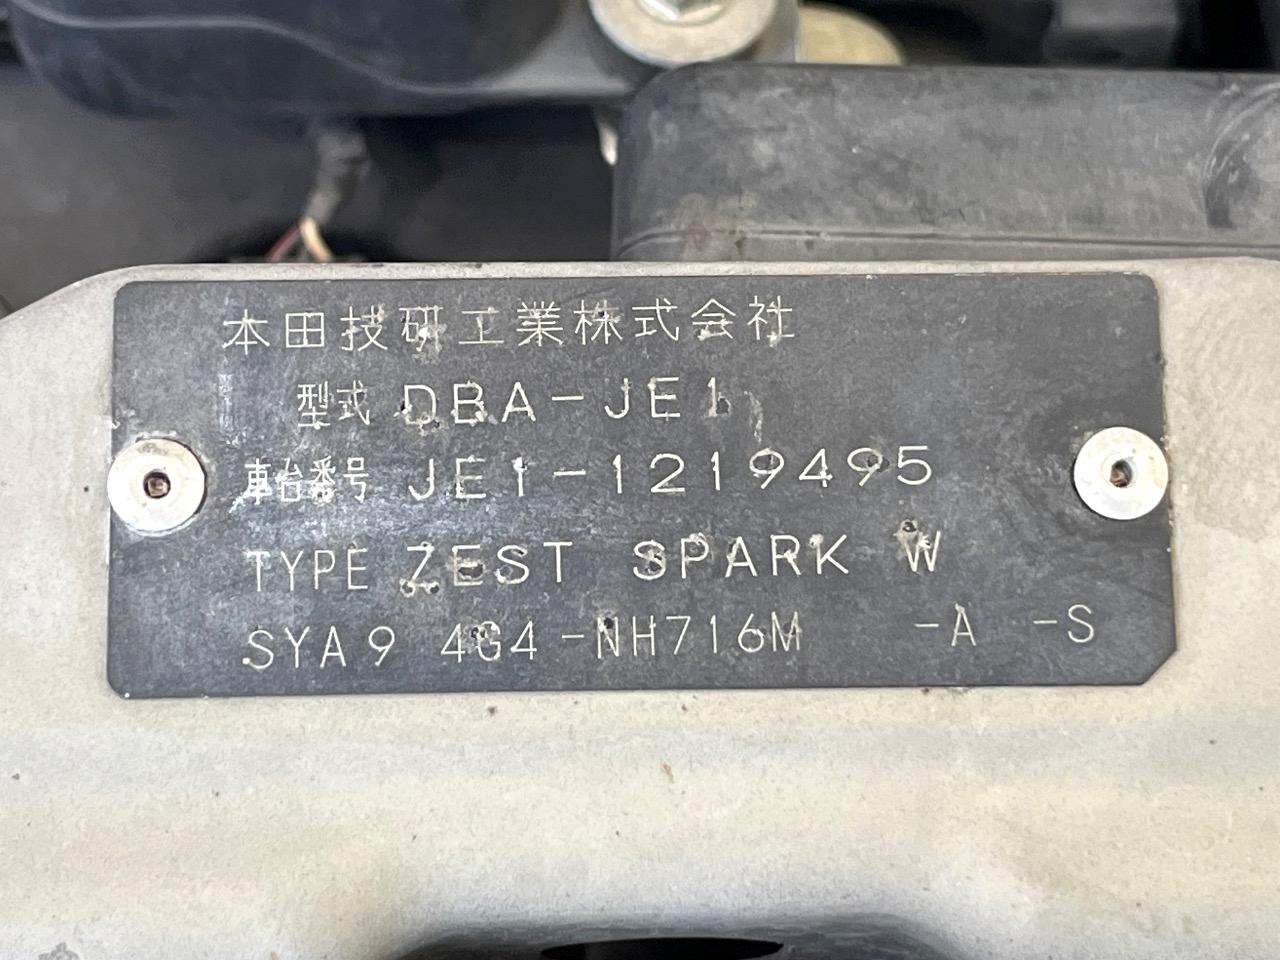 本田技研工業株式会社
型式 DBA-JE1
車台番号 JE1-1219495
TYPE ZEST SPARK W
SYA9 4G4-NH716M -A -S